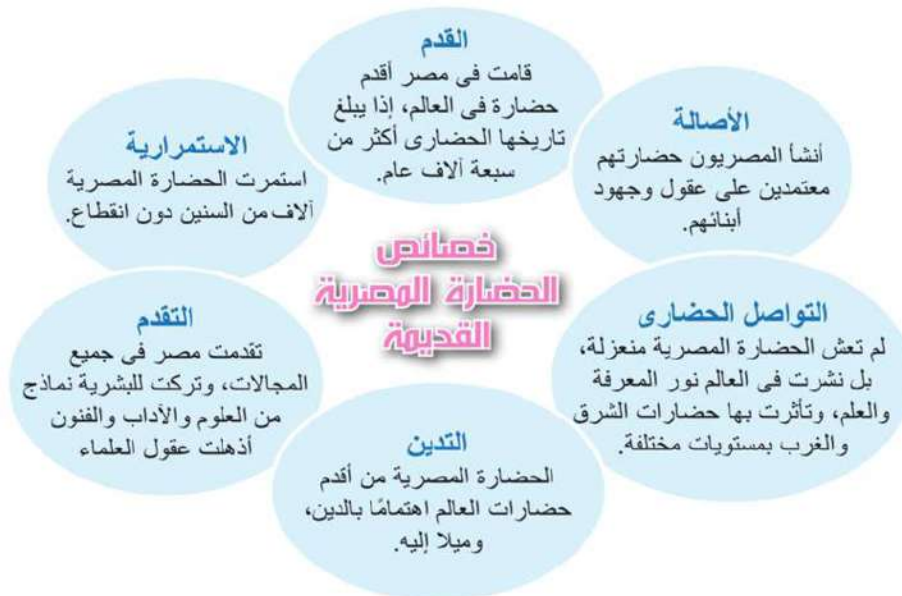 القدم
قامت فى مصر أقدم
حضارة فى العالم، إذا يبلغ
تاريخها الحضارى أكثر من
سبعة آلاف عام.
الأصالة
أنشأ المصريون حضارتهم
معتمدين على عقول وجهود
أبنائهم.
الاستمرارية
استمرت الحضارة المصرية
آلاف من السنين دون انقطاع.
خصائص
الحضارة المصرية
القديمة
التواصل الحضارى
لم تعش الحضارة المصرية منعزلة،
بل نشرت فى العالم نور المعرفة
والعلم، وتأثرت بها حضارات الشرق
والغرب بمستويات مختلفة.
التقدم
تقدمت مصر فى جميع
المجالات، وتركت للبشرية نماذج
من العلوم والآداب والفنون
أذهلت عقول العلماء
التدين
الحضارة المصرية من أقدم
حضارات العالم اهتمامًا بالدين،
وميلا إليه.